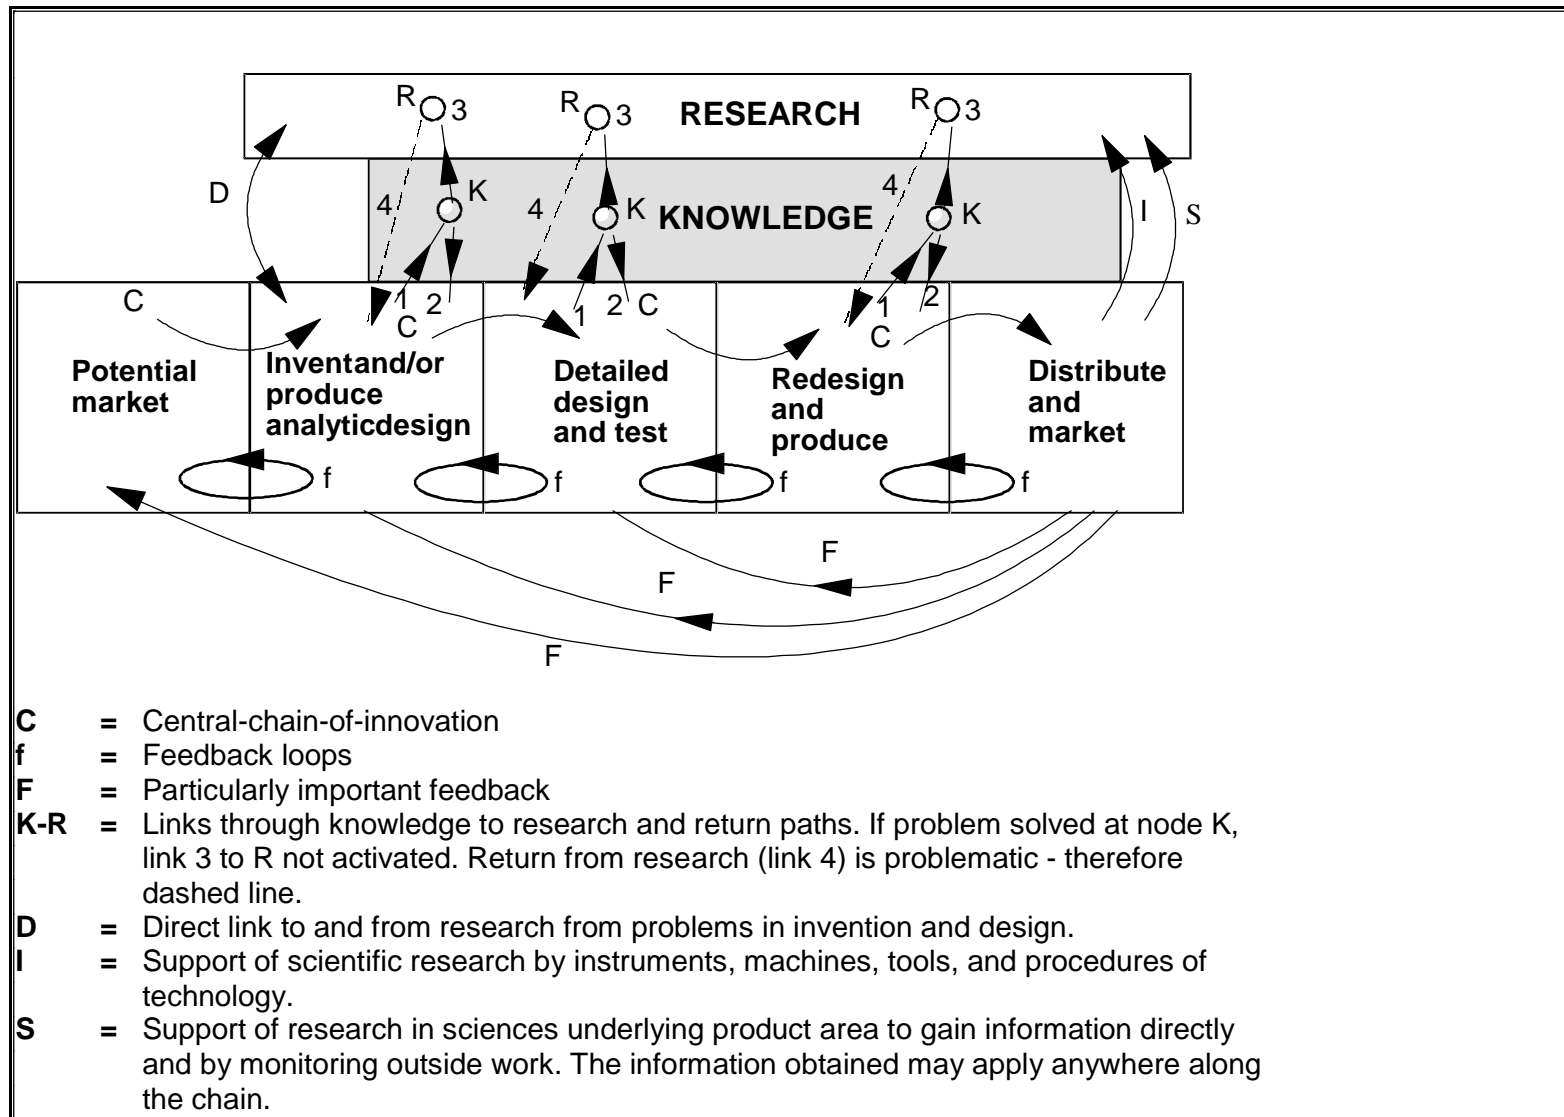 R 3 R 3 RESEARCH R 3
D 4 K 4 K KNOWLEDGE 4 K I S
C 1 2 1 2 C 1 2
C C
Potential
market
Inventand/or
produce
analyticdesign
Detailed
design
and test
Redesign
and
produce
Distribute
and
market
f f f f
F
F
F
C = Central-chain-of-innovation
f = Feedback loops
F = Particularly important feedback
K-R = Links through knowledge to research and return paths. If problem solved at node K,
link 3 to R not activated. Return from research (link 4) is problematic - therefore
dashed line.
D = Direct link to and from research from problems in invention and design.
I = Support of scientific research by instruments, machines, tools, and procedures of
technology.
S = Support of research in sciences underlying product area to gain information directly
and by monitoring outside work. The information obtained may apply anywhere along
the chain.